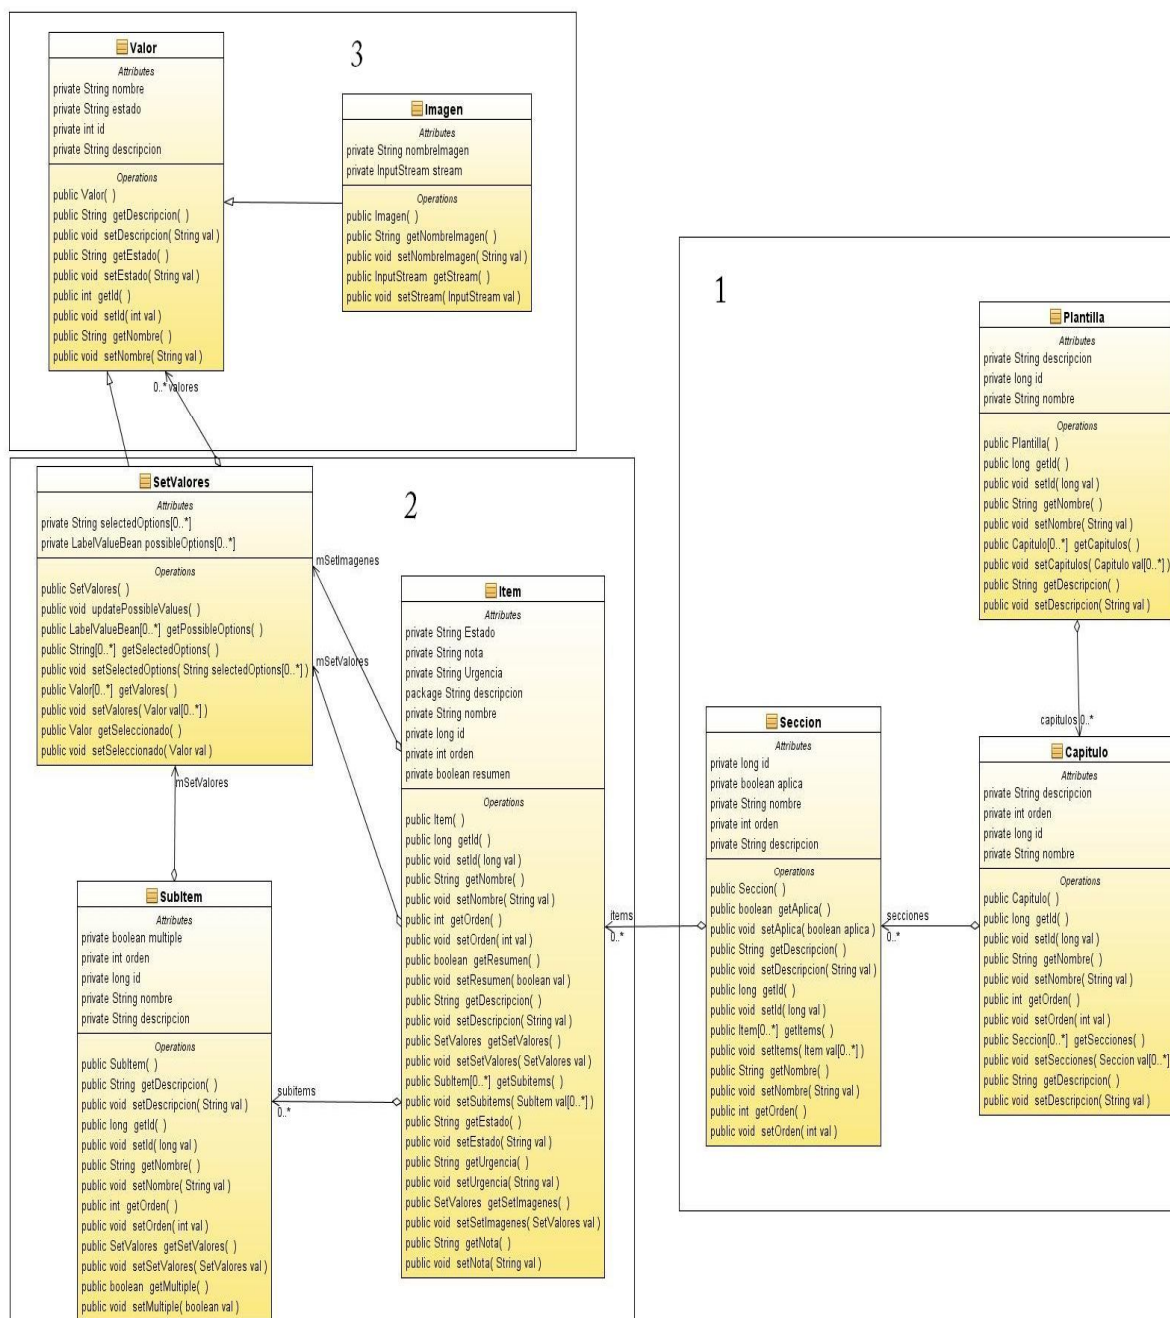 3
Valor
Attributes
private String nombre
private String estado
private int id
private String descripcion
Operations
public Valor( )
public String getDescripcion( )
public void setDescripcion( String val)
public String getEstado( )
public void setEstado( String val)
public int getId( )
public void setId( int val)
public String getNombre( )
public void setNombre( String val)
0..* valores
Imagen
Attributes
private String nombreImagen
private InputStream stream
Operations
public Imagen( )
public String getNombreImagen( )
public void setNombreImagen( String val)
public InputStream getStream( )
public void setStream( InputStream val)
2
SetValores
Attributes
private String selectedOptions[0..*]
private LabelValueBean possibleOptions[0..*]
Operations
public SetValores( )
public void updatePossibleValues( )
public LabelValueBean[0..*] getPossibleOptions( )
public String[0..*] getSelectedOptions( )
public void setSelectedOptions( String selectedOptions[0..*] )
public Valor[0..*] getValores( )
public void setValores( Valor val[0..*] )
public Valor getSeleccionado( )
public void setSeleccionado( Valor val)
mSetImagenes
mSetValores
mSetValores
Item
Attributes
private String Estado
private String nota
private String Urgencia
package String descripcion
private String nombre
private long id
private int orden
private boolean resumen
Operations
public Item( )
public long getId( )
public void setId( long val)
public String getNombre( )
public void setNombre( String val)
public int getOrden( )
public void setOrden( int val)
public boolean getResumen( )
public void setResumen( boolean val)
public String getDescripcion( )
public void setDescripcion( String val)
public SetValores getSetValores( )
public void setSetValores( SetValores val)
public SubItem[0..*] getSubitems( )
public void setSubitems( SubItem val[0..*] )
public String getEstado( )
public void setEstado( String val)
public String getUrgencia( )
public void setUrgencia( String val)
public SetValores getSetImagenes( )
public void setSetImagenes( SetValores val)
public String getNota( )
public void setNota( String val)
SubItem
Attributes
private boolean multiple
private int orden
private long id
private String nombre
private String descripcion
Operations
public SubItem( )
public String getDescripcion( )
public void setDescripcion( String val)
public long getId( )
public void setId( long val)
public String getNombre( )
public void setNombre( String val)
public int getOrden( )
public void setOrden( int val)
public SetValores getSetValores( )
public void setSetValores( SetValores val)
public boolean getMultiple( )
public void setMultiple( boolean val)
subitems
0..*
items
0..*
1
Seccion
Attributes
private long id
private boolean aplica
private String nombre
private int orden
private String descripcion
Operations
public Seccion( )
public boolean getAplica( )
public void setAplica( boolean aplica)
public String getDescripcion( )
public void setDescripcion( String val)
public long getId( )
public void setId( long val)
public Item[0..*] getItems( )
public void setItems( Item val[0..*] )
public String getNombre( )
public void setNombre( String val)
public int getOrden( )
public void setOrden( int val)
secciones
0..*
Plantilla
Attributes
private String descripcion
private long id
private String nombre
Operations
public Plantilla( )
public long getId( )
public void setId( long val)
public String getNombre( )
public void setNombre( String val)
public Capitulo[0..*] getCapitulos( )
public void setCapitulos( Capitulo val[0..*] )
public String getDescripcion( )
public void setDescripcion( String val)
capitulos 0..*
Capitulo
Attributes
private String descripcion
private int orden
private long id
private String nombre
Operations
public Capitulo( )
public long getId( )
public void setId( long val)
public String getNombre( )
public void setNombre( String val)
public int getOrden( )
public void setOrden( int val)
public Seccion[0..*] getSecciones( )
public void setSecciones( Seccion val[0..*]
public String getDescripcion( )
public void setDescripcion( String val)